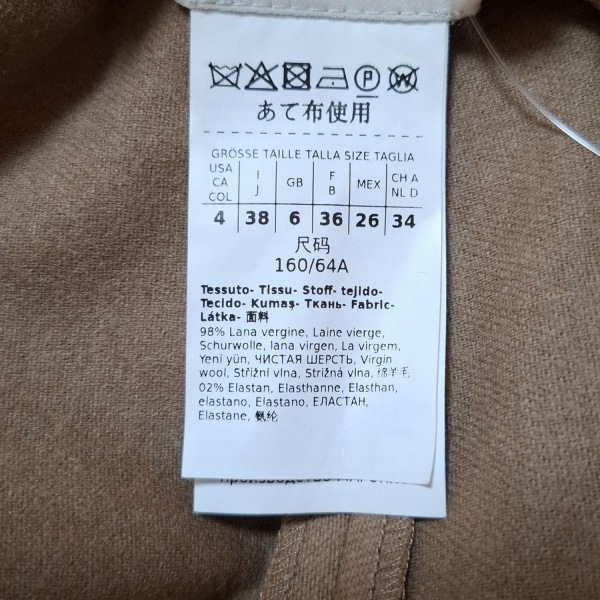 P W
あて布使用
GRÖSSE TAILLE TALLA SIZE TAGLIA
USA CA COL I J GB F B MEX CH A NL D
4 38 6 36 26 34
尺码
160/64A
Tessuto- Tissu- Stoff- tejido-
Tecido- Kumaş- Ткань- Fabric-
Látka- 面料
98% Lana vergine, Laine vierge,
Schurwolle, lana virgen, La virgem,
Yeni yün, ЧИСТАЯ ШЕРСТЬ, Virgin
wool, Střižní vlna, Strižná vlna, 绵羊毛
02% Elastan, Elasthanne, Elasthan,
elastano, Elastano, ЕЛАСТАН,
Elastane, 氨纶